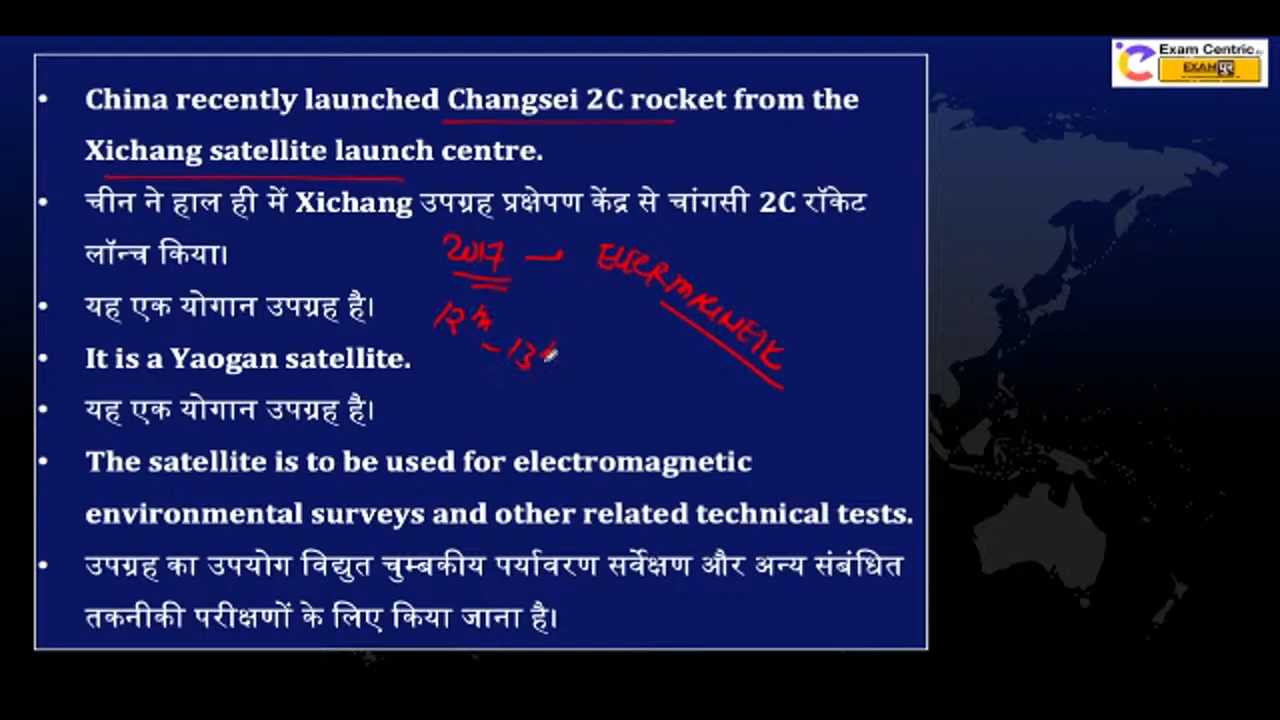 Exam Centric
EXAMपुर
China recently launched Changsei 2C rocket from the
Xichang satellite launch centre.
चीन ने हाल ही में Xichang उपग्रह प्रक्षेपण केंद्र से चांगसी 2C रॉकेट
लॉन्च किया।
2017 –
यह एक योगान उपग्रह है।
It is a Yaogan satellite.
यह एक योगान उपग्रह है।
The satellite is to be used for electromagnetic
environmental surveys and other related technical tests.
उपग्रह का उपयोग विद्युत चुम्बकीय पर्यावरण सर्वेक्षण और अन्य संबंधित
तकनीकी परीक्षणों के लिए किया जाना है।